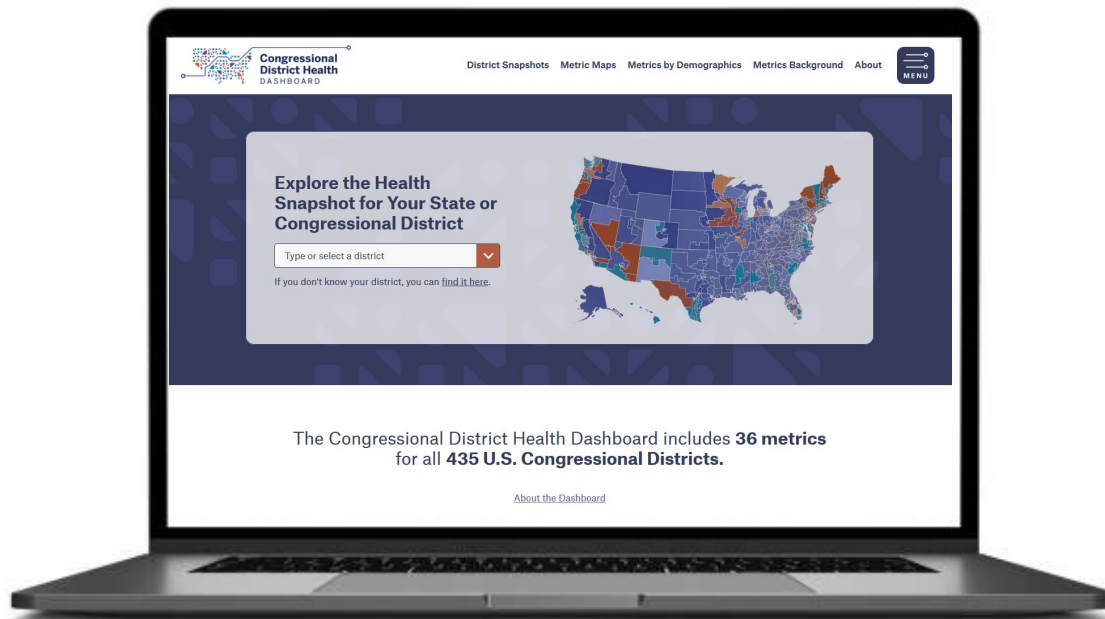 Congressional
District Health
DASHBOARD
District Snapshots Metric Maps Metrics by Demographics Metrics Background About
MENU
Explore the Health
Snapshot for Your State or
Congressional District
Type or select a district
If you don't know your district, you can find it here.
The Congressional District Health Dashboard includes 36 metrics
for all 435 U.S. Congressional Districts.
About the Dashboard